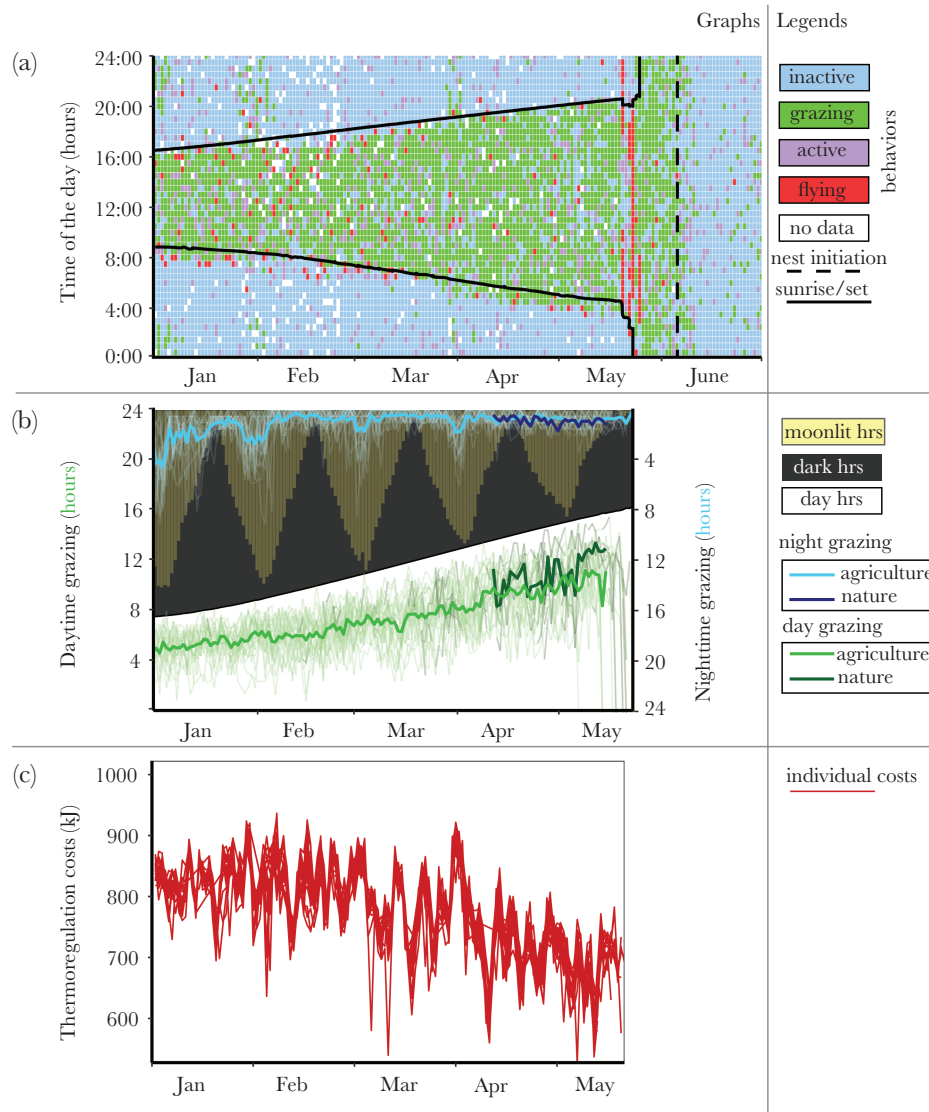 Graphs
Legends
(a)
Time of the day (hours)
24:00
20:00
16:00
12:00
8:00
4:00
0:00
Jan Feb Mar Apr May June
inactive
grazing
active
flying
no data
behaviors
nest initiation
sunrise/set
(b)
Daytime grazing (hours)
24
20
16
12
8
4
4
8
12
16
20
24
Nighttime grazing (hours)
Jan Feb Mar Apr May
moonlit hrs
dark hrs
day hrs
night grazing
agriculture
nature
day grazing
agriculture
nature
(c)
Thermoregulation costs (kJ)
1000
900
800
700
600
Jan Feb Mar Apr May
individual costs